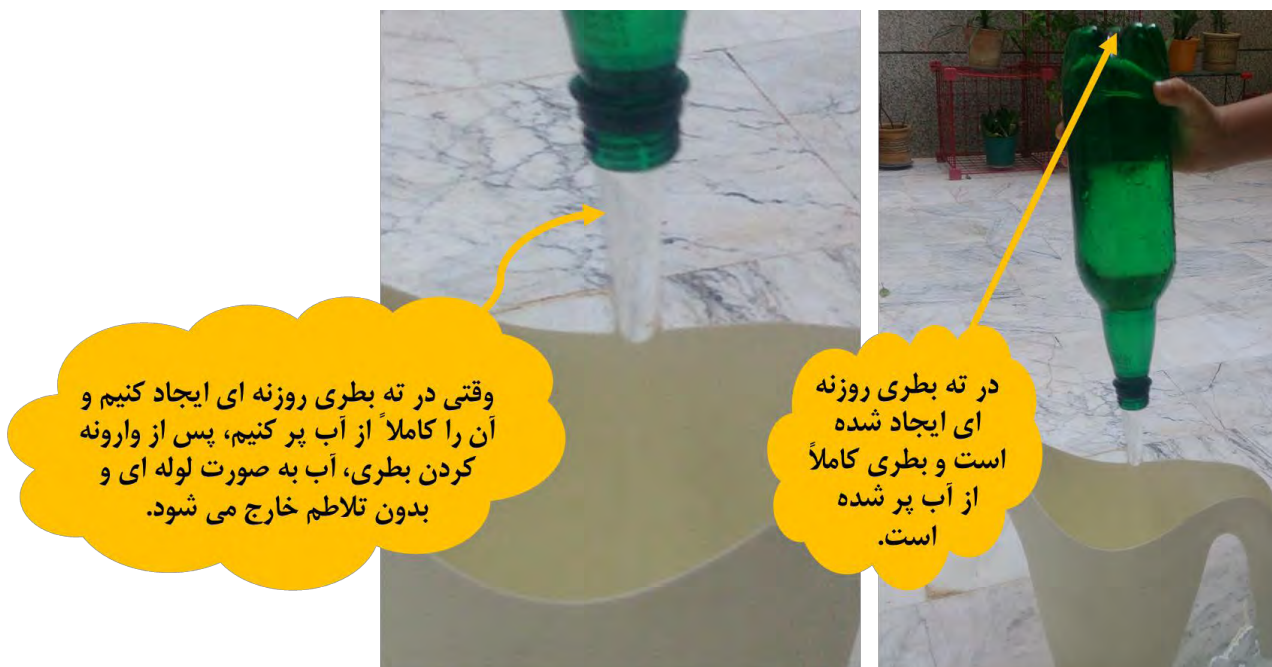 در ته بطری روزنه
ای ایجاد شده
است و بطری کاملاً
از آب پر شده
است.
وقتی در ته بطری روزنه ای ایجاد کنیم و
آن را کاملا ً از آب پر کنیم، پس از وارونه
کردن بطری، آب به صورت لوله ای و
بدون تلاطم خارج می شود.